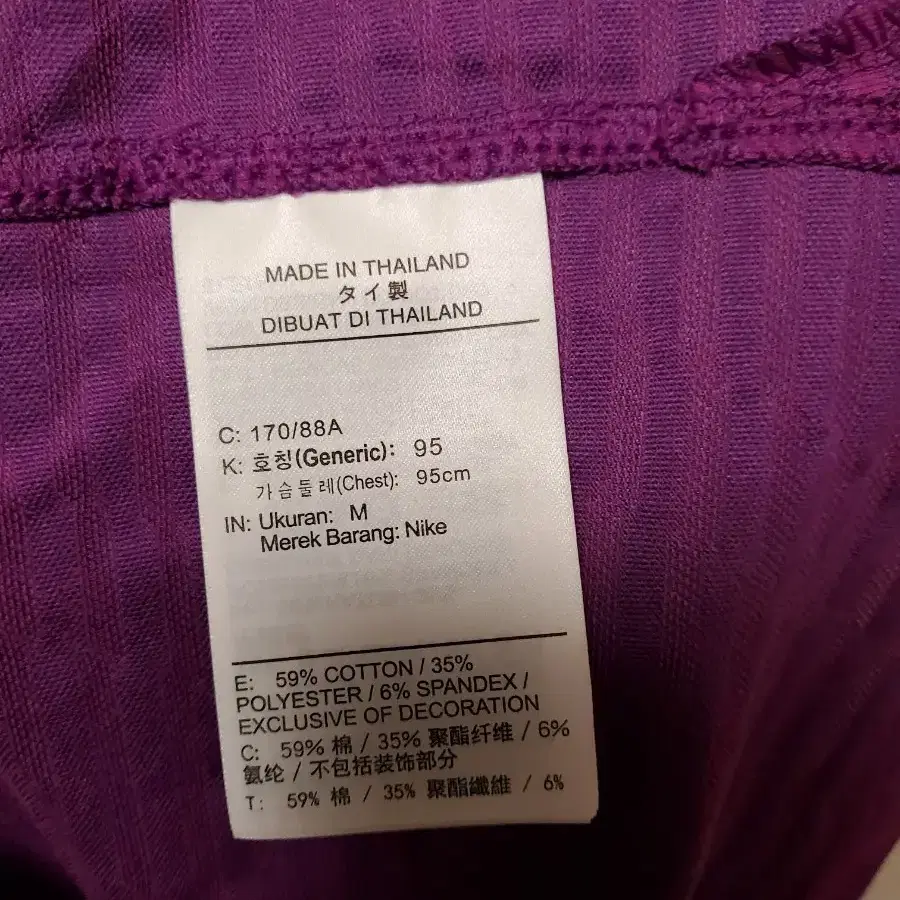 MADE IN THAILAND
タイ製
DIBUAT DI THAILAND
C: 170/88A
K: 호칭(Generic): 95
가슴둘레(Chest): 95cm
IN: Ukuran: M
Merek Barang: Nike
E: 59% COTTON / 35%
POLYESTER / 6% SPANDEX /
EXCLUSIVE OF DECORATION
C: 59% 棉 / 35% 聚酯纤维 / 6%
氨纶 / 不包括装饰部分
T: 59% 棉 / 35% 聚酯纖維 / 6%